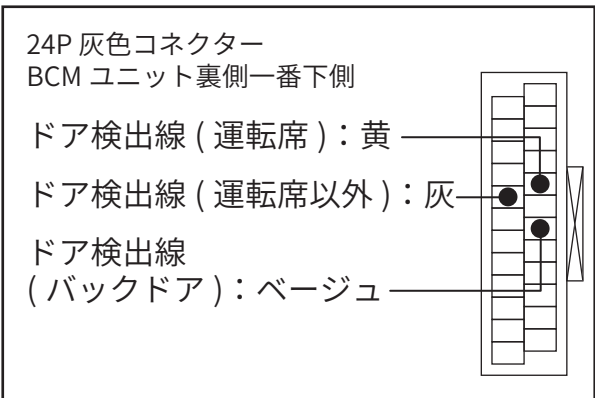 24P 灰色コネクター
BCM ユニット裏側一番下側
ドア検出線 ( 運転席 )：黄
ドア検出線 ( 運転席以外 )：灰
ドア検出線
( バックドア )：ベージュ